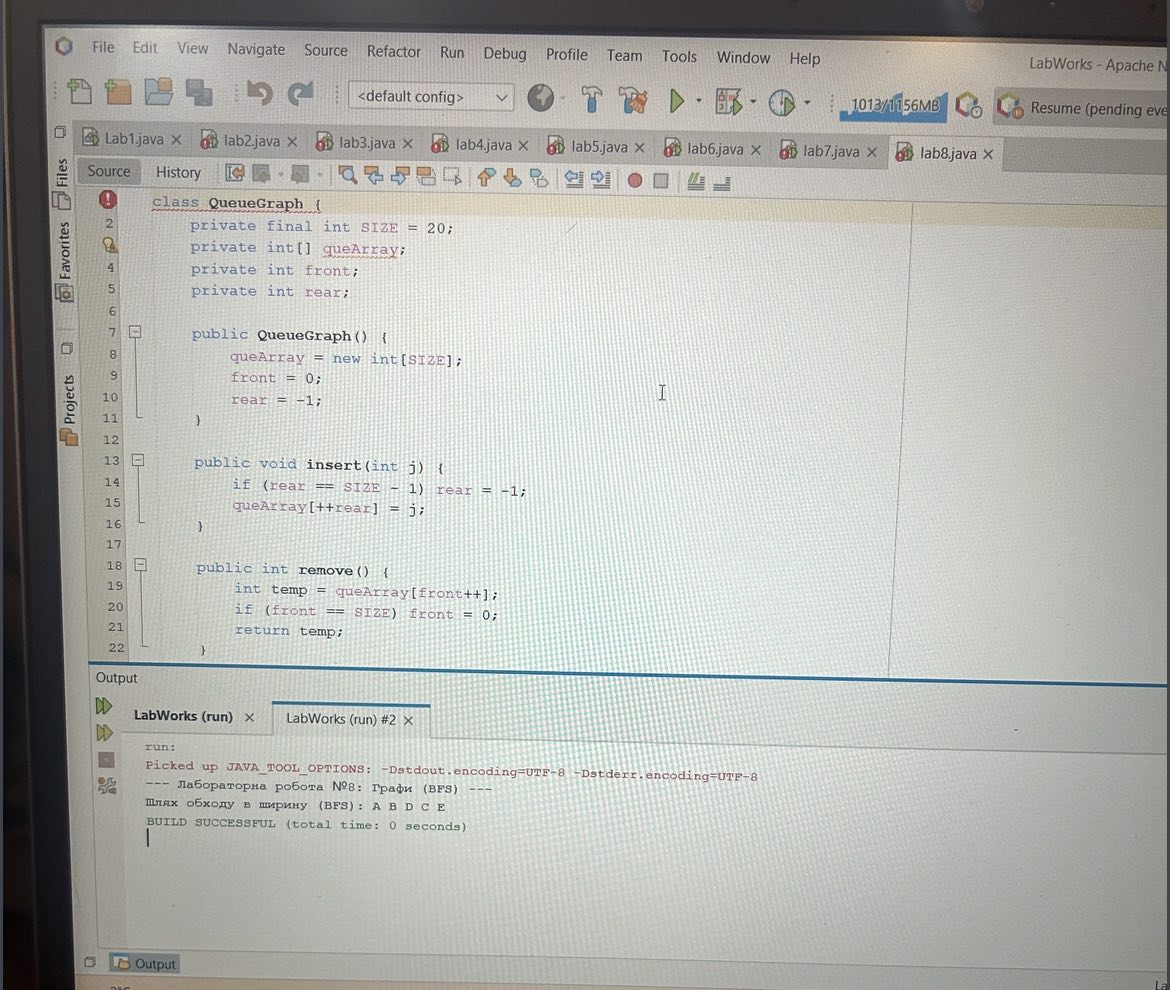 File Edit View Navigate Source Refactor Run Debug Profile Team Tools Window Help
LabWorks - Apache N
<default config>
1013/1156MB
Resume (pending eve
Lab1.java lab2.java lab3.java lab4.java lab5.java lab6.java lab7.java lab8.java
Source History
Files
Favorites
Projects
class QueueGraph {
2 private final int SIZE = 20;
private int[] queArray;
4 private int front;
5 private int rear;
6
7 public QueueGraph() {
8 queArray = new int[SIZE];
9 front = 0;
10 rear = -1;
11 }
12
13 public void insert(int j) {
14 if (rear == SIZE - 1) rear = -1;
15 queArray[++rear] = j;
16 }
17
18 public int remove() {
19 int temp = queArray[front++];
20 if (front == SIZE) front = 0;
21 return temp;
22 }
Output
LabWorks (run) LabWorks (run) #2
run:
Picked up JAVA_TOOL_OPTIONS: -Dstdout.encoding=UTF-8 -Dstderr.encoding=UTF-8
--- Лабораторна робота №8: Графи (BFS) ---
Шлях обходу в ширину (BFS): A B D C E
BUILD SUCCESSFUL (total time: 0 seconds)
Output